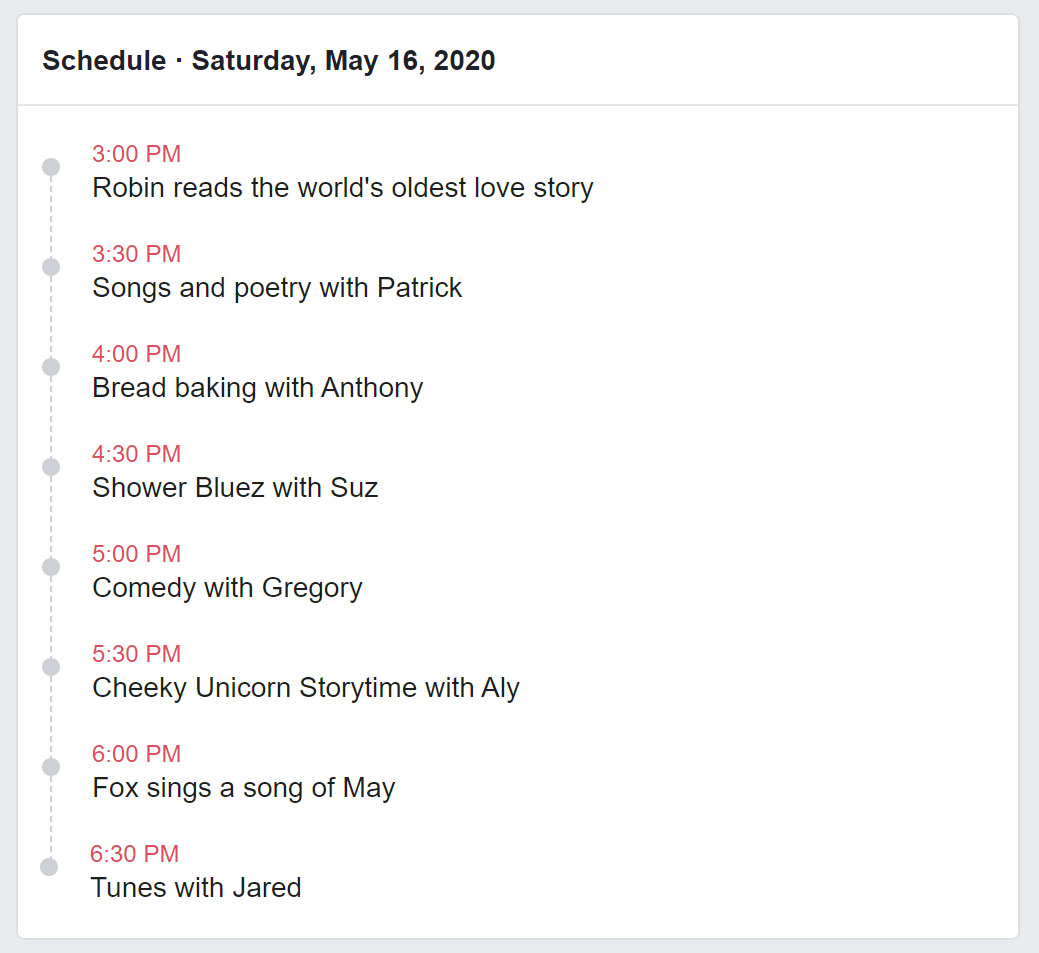 Schedule · Saturday, May 16, 2020
3:00 PM
Robin reads the world's oldest love story
3:30 PM
Songs and poetry with Patrick
4:00 PM
Bread baking with Anthony
4:30 PM
Shower Bluez with Suz
5:00 PM
Comedy with Gregory
5:30 PM
Cheeky Unicorn Storytime with Aly
6:00 PM
Fox sings a song of May
6:30 PM
Tunes with Jared